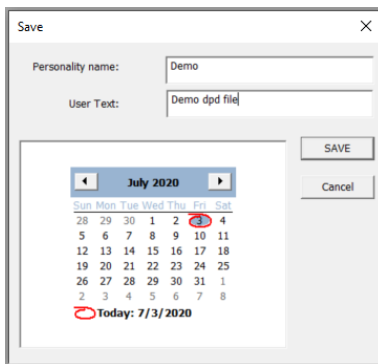 Save
Personality name: Demo
User Text: Demo dpd file
SAVE
Cancel
July 2020
Sun Mon Tue Wed Thu Fri Sat
28 29 30 1 2 3 4
5 6 7 8 9 10 11
12 13 14 15 16 17 18
19 20 21 22 23 24 25
26 27 28 29 30 31 1
2 3 4 5 6 7 8
Today: 7/3/2020